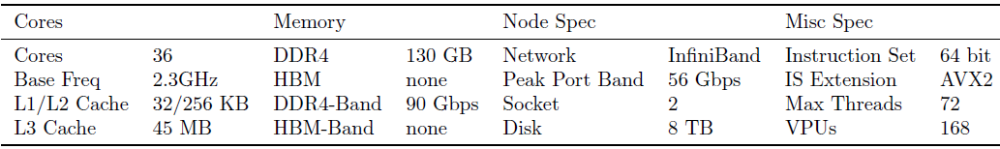 Cores Memory Node Spec Misc Spec
Cores 36 DDR4 130 GB Network InfiniBand Instruction Set 64 bit
Base Freq 2.3GHz HBM none Peak Port Band 56 Gbps IS Extension AVX2
L1/L2 Cache 32/256 KB DDR4-Band 90 Gbps Socket 2 Max Threads 72
L3 Cache 45 MB HBM-Band none Disk 8 TB VPUs 168